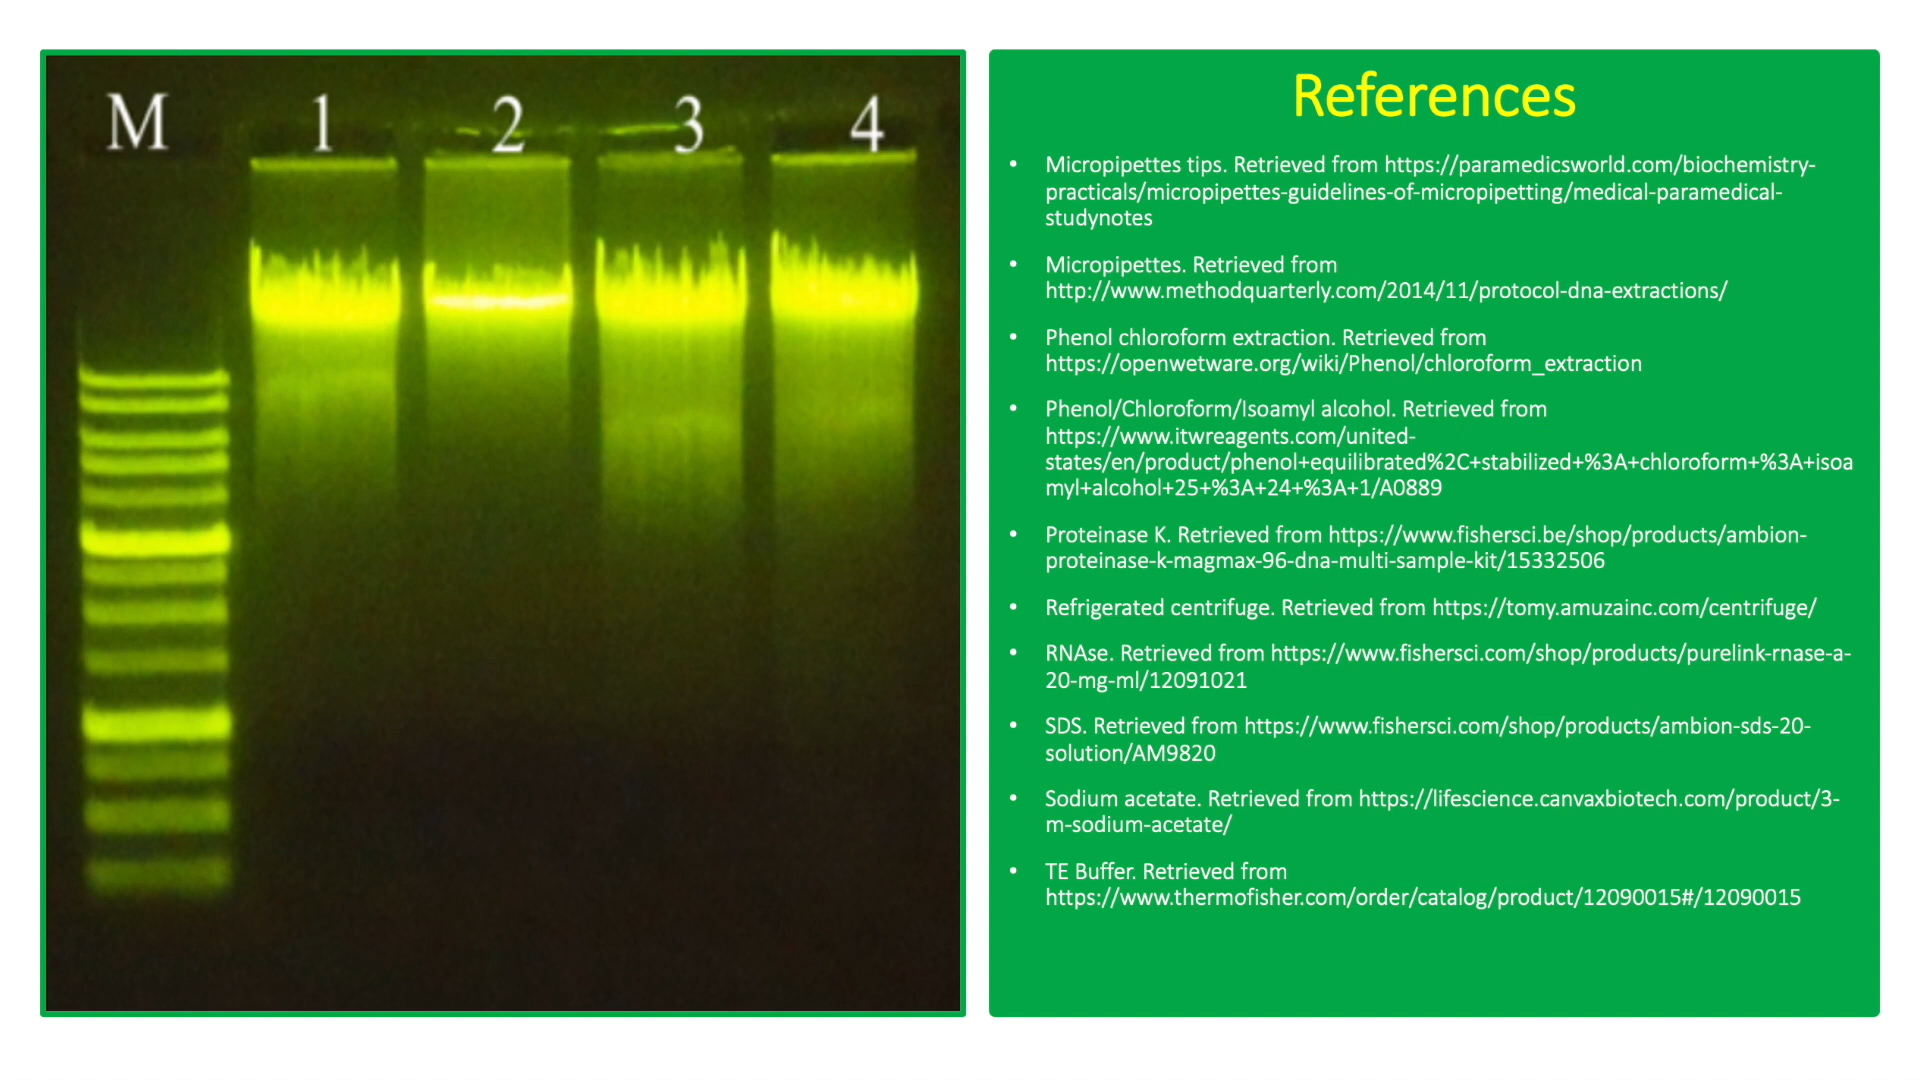 M 1 2 3 4
References
• Micropipettes tips. Retrieved from https://paramedicsworld.com/biochemistry-
practicals/micropipettes-guidelines-of-micropipetting/medical-paramedical-
studynotes
• Micropipettes. Retrieved from
http://www.methodquarterly.com/2014/11/protocol-dna-extractions/
• Phenol chloroform extraction. Retrieved from
https://openwetware.org/wiki/Phenol/chloroform_extraction
• Phenol/Chloroform/Isoamyl alcohol. Retrieved from
https://www.itwreagents.com/united-
states/en/product/phenol+equilibrated%2C+stabilized+%3A+chloroform+%3A+isoa
myl+alcohol+25+%3A+24+%3A+1/A0889
• Proteinase K. Retrieved from https://www.fishersci.be/shop/products/ambion-
proteinase-k-magmax-96-dna-multi-sample-kit/15332506
• Refrigerated centrifuge. Retrieved from https://tomy.amuzainc.com/centrifuge/
• RNAse. Retrieved from https://www.fishersci.com/shop/products/purelink-rnase-a-
20-mg-ml/12091021
• SDS. Retrieved from https://www.fishersci.com/shop/products/ambion-sds-20-
solution/AM9820
• Sodium acetate. Retrieved from https://lifescience.canvaxbiotech.com/product/3-
m-sodium-acetate/
• TE Buffer. Retrieved from
https://www.thermofisher.com/order/catalog/product/12090015#/12090015